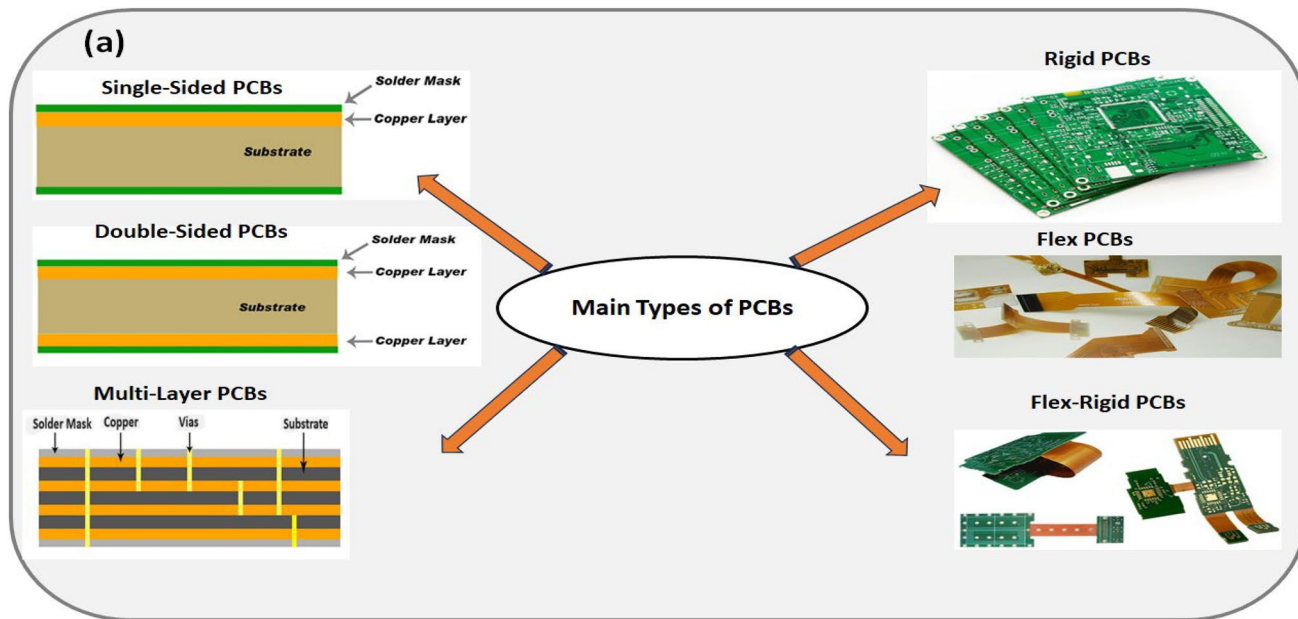 (a)
Single-Sided PCBs
Solder Mask
Copper Layer
Substrate
Double-Sided PCBs
Solder Mask
Copper Layer
Substrate
Copper Layer
Multi-Layer PCBs
Solder Mask Copper Vias Substrate
Main Types of PCBs
Rigid PCBs
Flex PCBs
Flex-Rigid PCBs